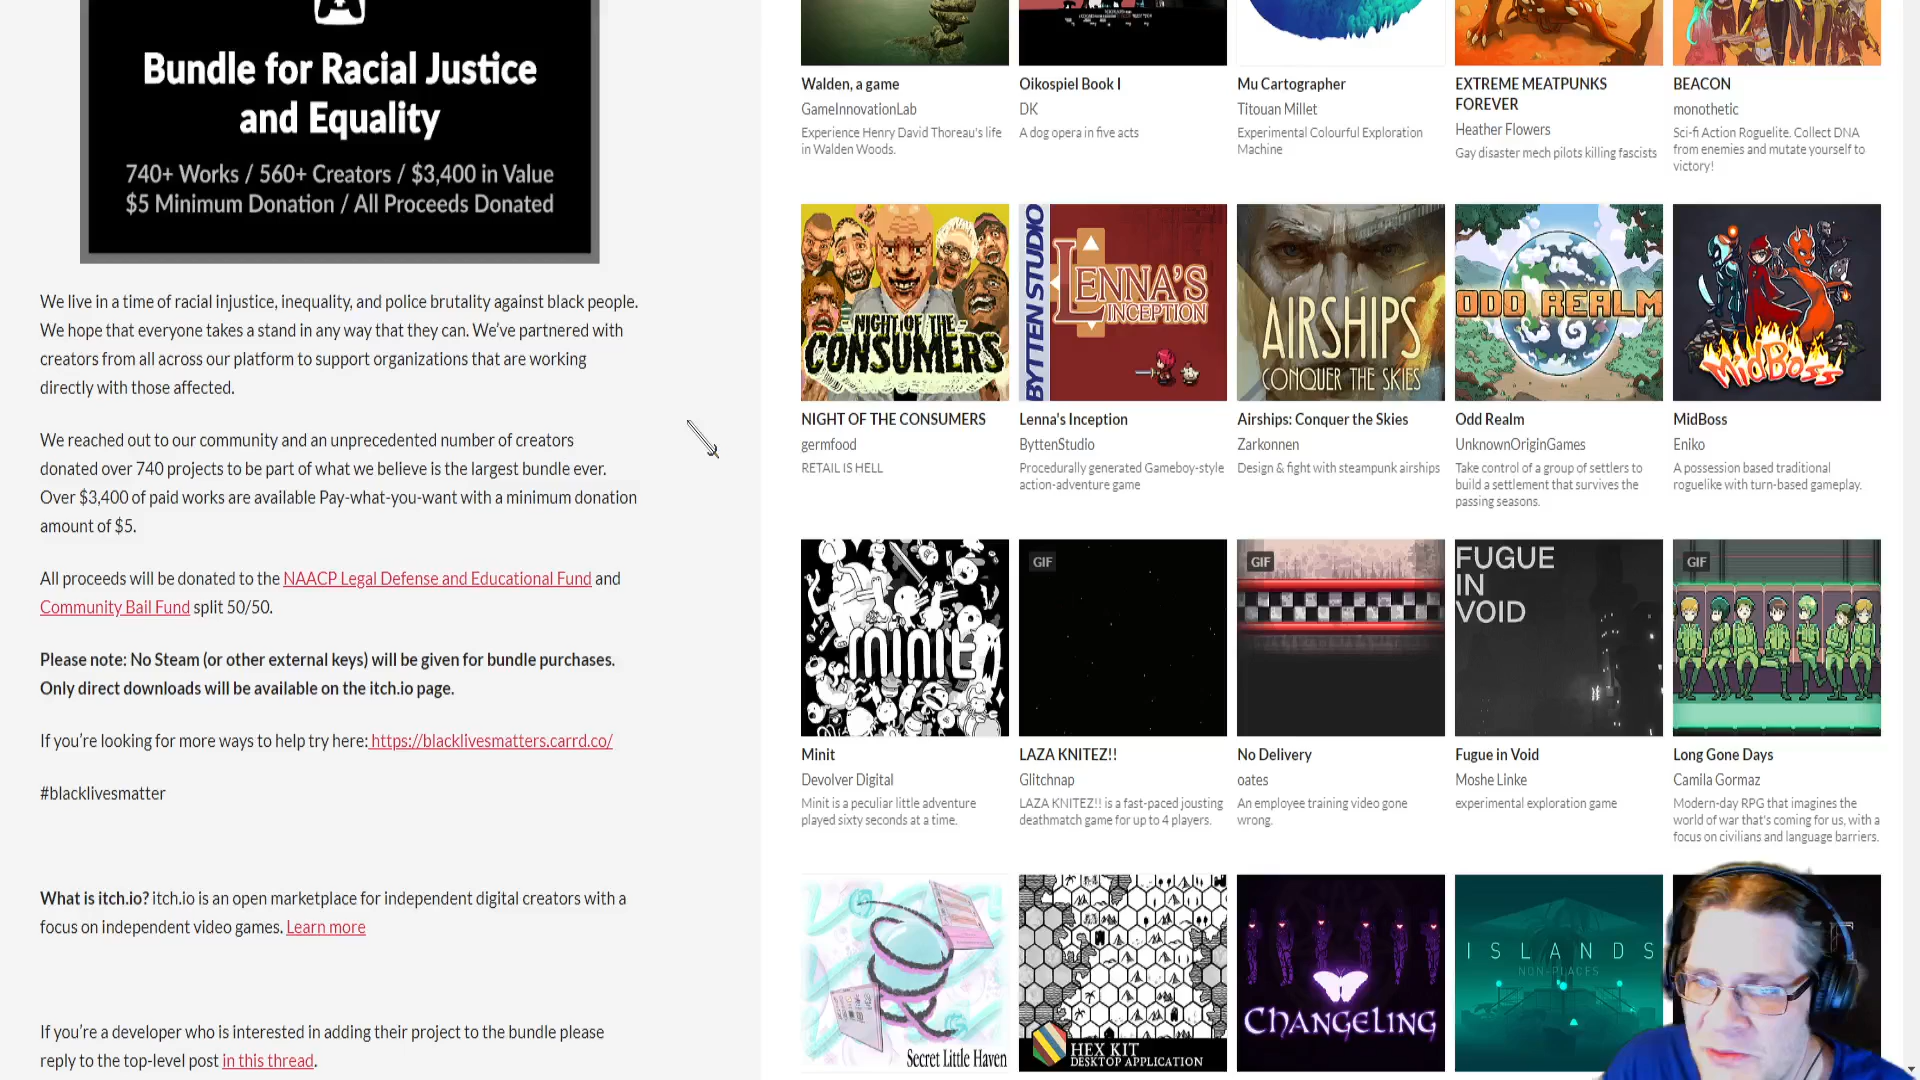 Bundle for Racial Justice
and Equality
740+ Works / 560+ Creators / $3,400 in Value
$5 Minimum Donation / All Proceeds Donated
We live in a time of racial injustice, inequality, and police brutality against black people.
We hope that everyone takes a stand in any way that they can. We've partnered with
creators from all across our platform to support organizations that are working
directly with those affected.
We reached out to our community and an unprecedented number of creators
donated over 740 projects to be part of what we believe is the largest bundle ever.
Over $3,400 of paid works are available Pay-what-you-want with a minimum donation
amount of $5.
All proceeds will be donated to the NAACP Legal Defense and Educational Fund and
Community Bail Fund split 50/50.
Please note: No Steam (or other external keys) will be given for bundle purchases.
Only direct downloads will be available on the itch.io page.
If you're looking for more ways to help try here: https://blacklivesmatters.carrd.co/
#blacklivesmatter
What is itch.io? itch.io is an open marketplace for independent digital creators with a
focus on independent video games. Learn more
If you're a developer who is interested in adding their project to the bundle please
reply to the top-level post in this thread.
Walden, a game
GameInnovationLab
Experience Henry David Thoreau's life
in Walden Woods.
Oikospiel Book I
DK
A dog opera in five acts
Mu Cartographer
Titouan Millet
Experimental Colourful Exploration
Machine
EXTREME MEATPUNKS
FOREVER
Heather Flowers
Gay disaster mech pilots killing fascists
BEACON
monothetic
Sci-fi Action Roguelite. Collect DNA
from enemies and mutate yourself to
victory!
NIGHT OF THE
CONSUMERS
NIGHT OF THE CONSUMERS
germfood
RETAIL IS HELL
BYTTEN STUDIO
LENNA'S
INCEPTION
Lenna's Inception
ByttenStudio
Procedurally generated Gameboy-style
action-adventure game
AIRSHIPS
CONQUER THE SKIES
Airships: Conquer the Skies
Zarkonnen
Design & fight with steampunk airships
ODD REALM
Odd Realm
UnknownOriginGames
Take control of a group of settlers to
build a settlement that survives the
passing seasons.
MidBoss
MidBoss
Eniko
A possession based traditional
roguelike with turn-based gameplay.
minit
Minit
Devolver Digital
Minit is a peculiar little adventure
played sixty seconds at a time.
GIF
LAZA KNITEZ!!
Glitchnap
LAZA KNITEZ!! is a fast-paced jousting
deathmatch game for up to 4 players.
GIF
No Delivery
oates
An employee training video gone
wrong.
FUGUE
IN
VOID
Fugue in Void
Moshe Linke
experimental exploration game
GIF
Long Gone Days
Camila Gormaz
Modern-day RPG that imagines the
world of war that's coming for us, with a
focus on civilians and language barriers.
Secret Little Haven
HEX KIT
DESKTOP APPLICATION
CHANGELING
ISLANDS
NON-PLACES